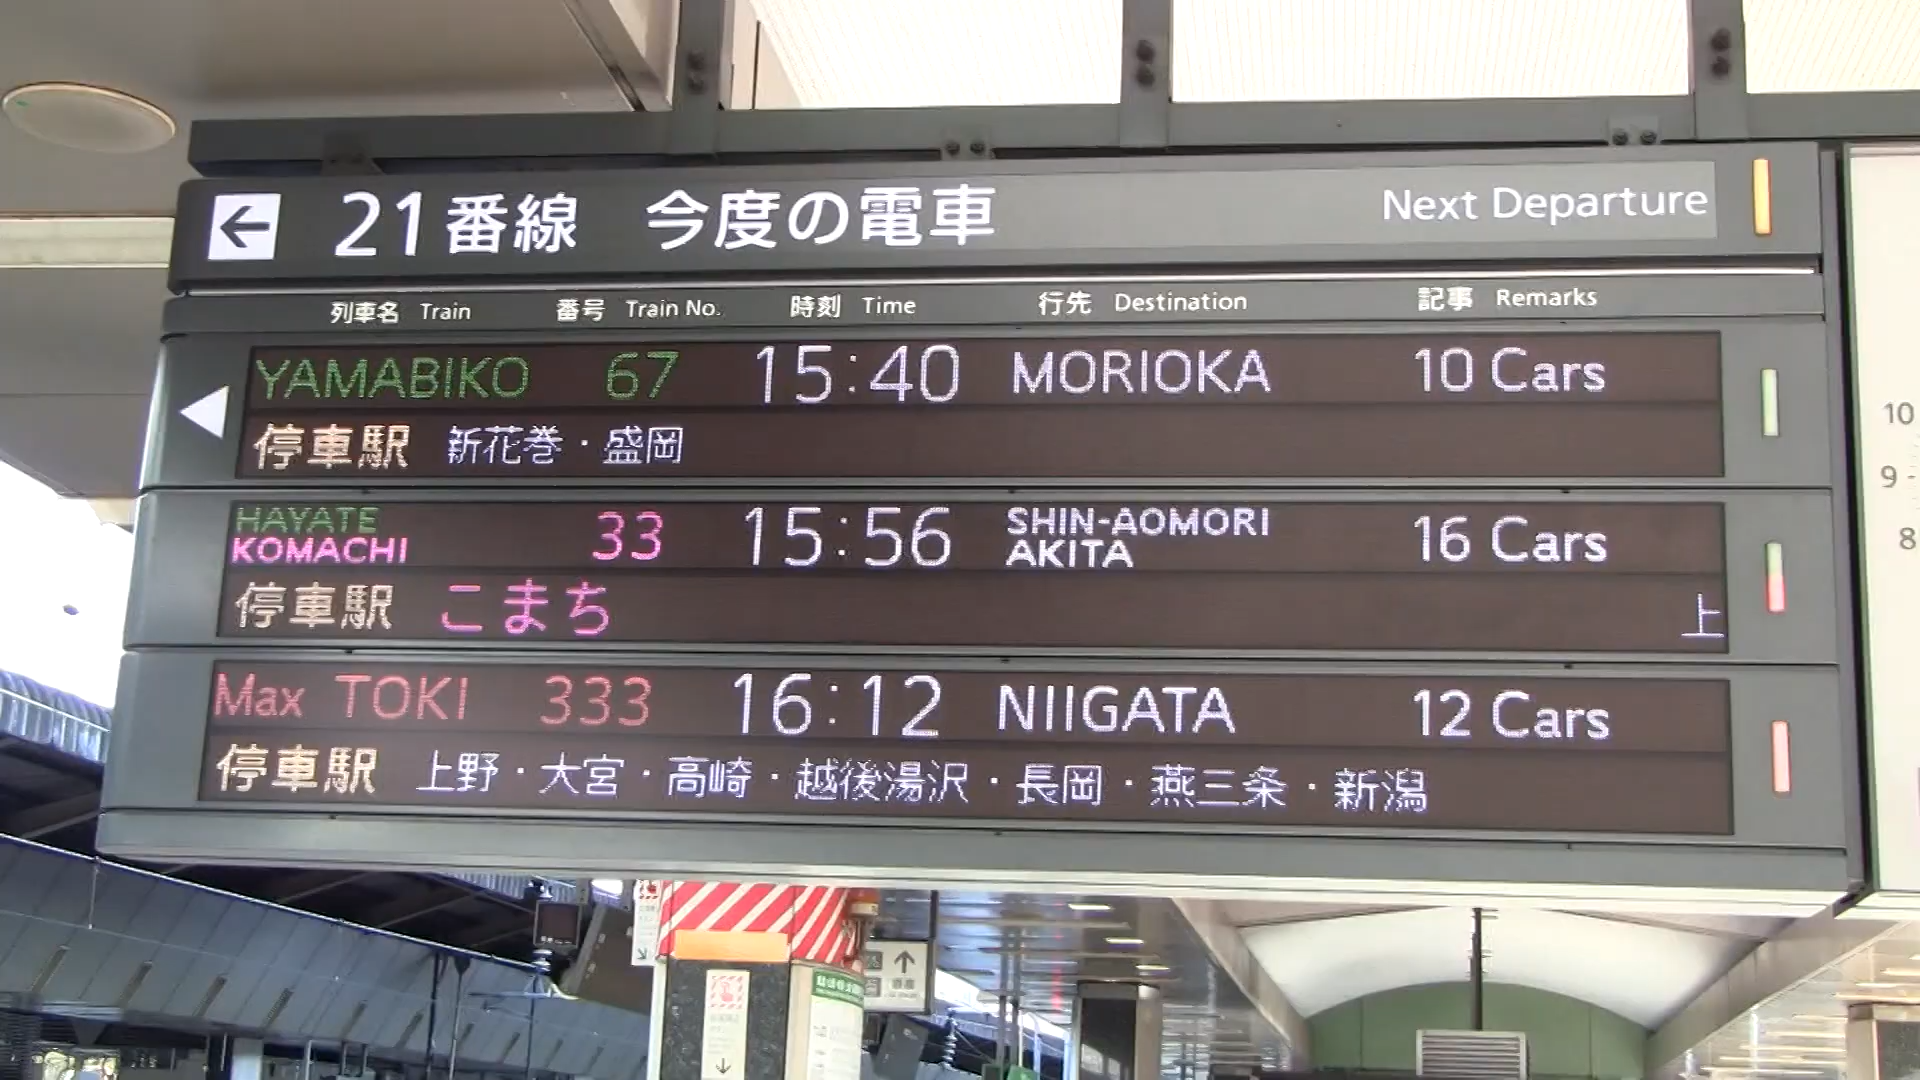 21番線 今度の電車 Next Departure
列車名 Train 番号 Train No. 時刻 Time 行先 Destination 記事 Remarks
YAMABIKO 67 15:40 MORIOKA 10 Cars
停車駅 新花巻・盛岡
HAYATE KOMACHI 33 15:56 SHIN-AOMORI AKITA 16 Cars
停車駅 こまち 上
Max TOKI 333 16:12 NIIGATA 12 Cars
停車駅 上野・大宮・高崎・越後湯沢・長岡・燕三条・新潟
10
9
8